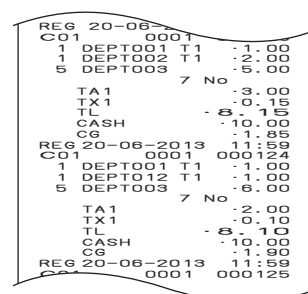 REG 20-06-2
C01 0001
1 DEPT001 T1 ·1.00
1 DEPT002 T1 ·2.00
5 DEPT003 ·5.00
7 No
TA1 ·3.00
TX1 ·0.15
TL ·8.15
CASH ·10.00
CG ·1.85
REG 20-06-2013 11:59
C01 0001 000124
1 DEPT001 T1 ·1.00
1 DEPT012 T1 ·1.00
5 DEPT003 ·6.00
7 No
TA1 ·2.00
TX1 ·0.10
TL ·8.10
CASH ·10.00
CG ·1.90
REG 20-06-2013 11:59
C01 0001 000125